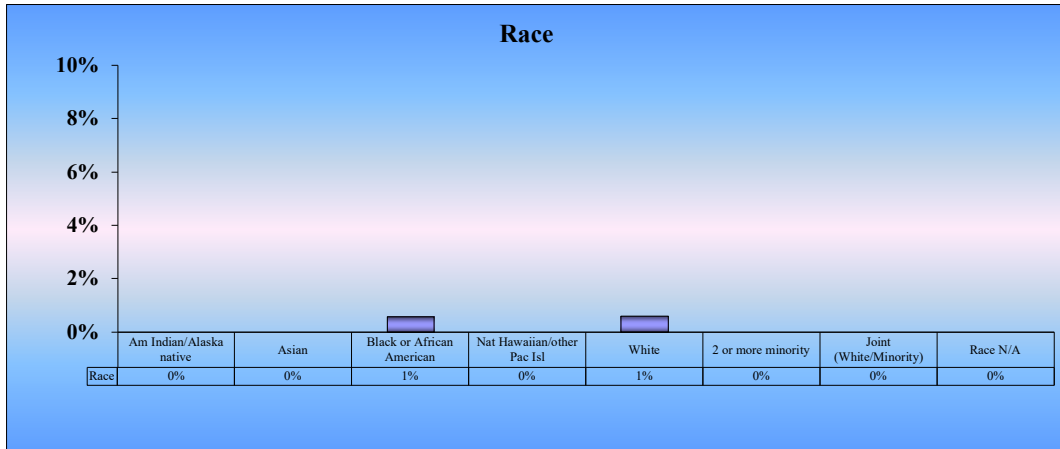 Race
10%
8%
6%
4%
2%
0%
Am Indian/Alaska
native
Asian
Black or African
American
Nat Hawaiian/other
Pac Isl
White
2 or more minority
Joint
(White/Minority)
Race N/A
Race 0% 0% 1% 0% 1% 0% 0% 0%